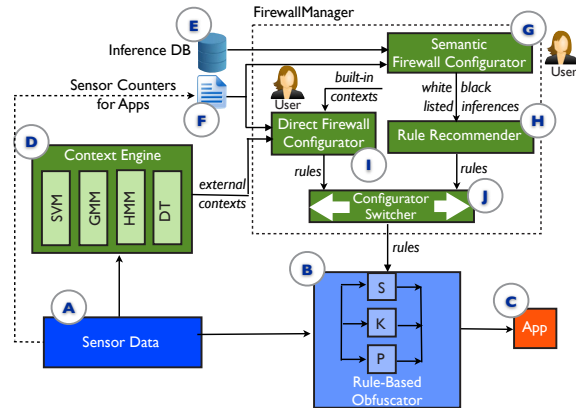 FirewallManager
E
Inference DB
Semantic
Firewall Configurator
G
User
Sensor Counters
for Apps
F
User
built-in
contexts
white
listed
black
inferences
D
Context Engine
SVM
GMM
HMM
DT
external
contexts
Direct Firewall
Configurator
I
Rule Recommender
H
rules
rules
Configurator
Switcher
J
rules
A
Sensor Data
B
S
K
P
Rule-Based
Obfuscator
C
App